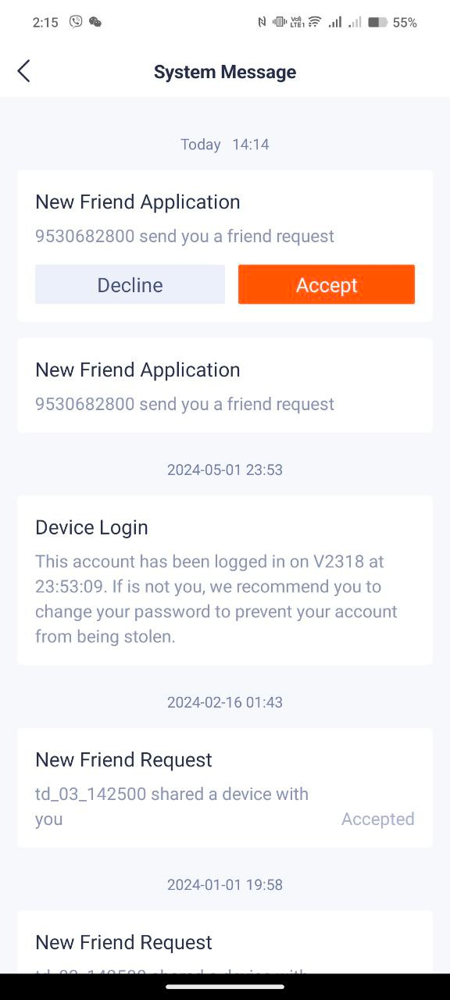 2:15
VoD LTE1
55%
System Message
Today 14:14
New Friend Application
9530682800 send you a friend request
Decline
Accept
New Friend Application
9530682800 send you a friend request
2024-05-01 23:53
Device Login
This account has been logged in on V2318 at
23:53:09. If is not you, we recommend you to
change your password to prevent your account
from being stolen.
2024-02-16 01:43
New Friend Request
td_03_142500 shared a device with
you
Accepted
2024-01-01 19:58
New Friend Request